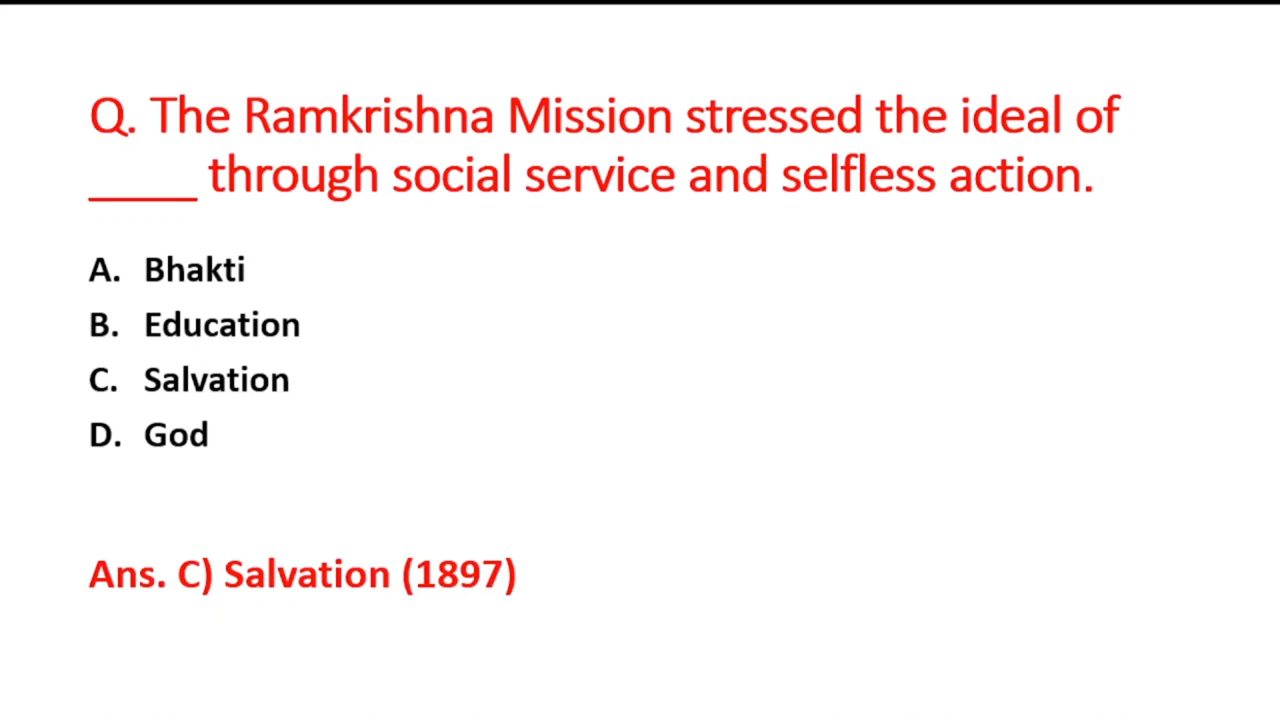 Q. The Ramkrishna Mission stressed the ideal of
____ through social service and selfless action.
A. Bhakti
B. Education
C. Salvation
D. God
Ans. C) Salvation (1897)